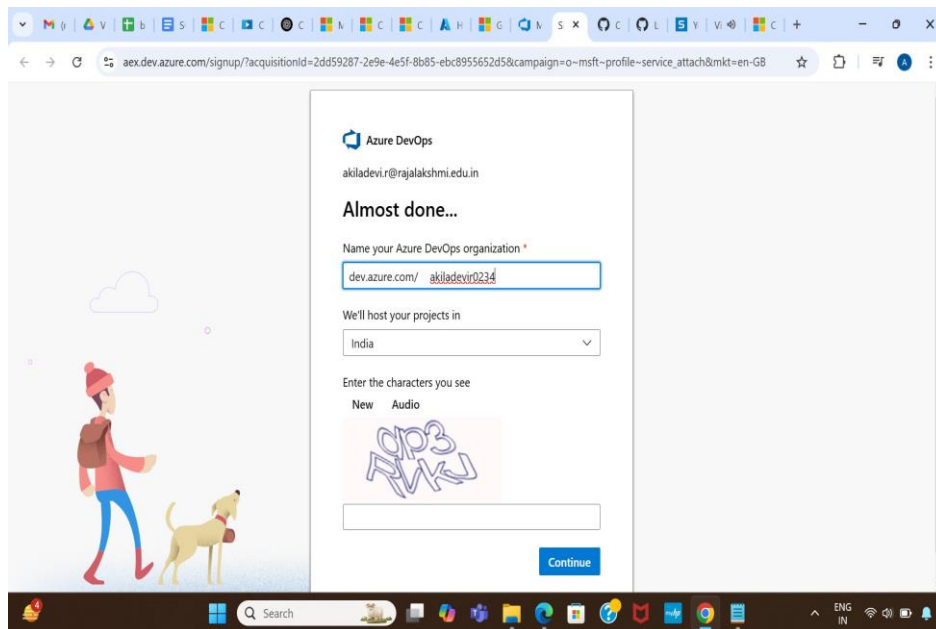 aex.dev.azure.com/signup/?acquisitionId=2dd59287-2e9e-4e5f-8b85-ebc8955652d5&campaign=o~msft~profile~service_attach&mkt=en-GB
Azure DevOps
akiladevi.r@rajalakshmi.edu.in
Almost done...
Name your Azure DevOps organization *
dev.azure.com/ akiladevir0234
We'll host your projects in
India
Enter the characters you see
New Audio
Continue
Search
ENG
IN